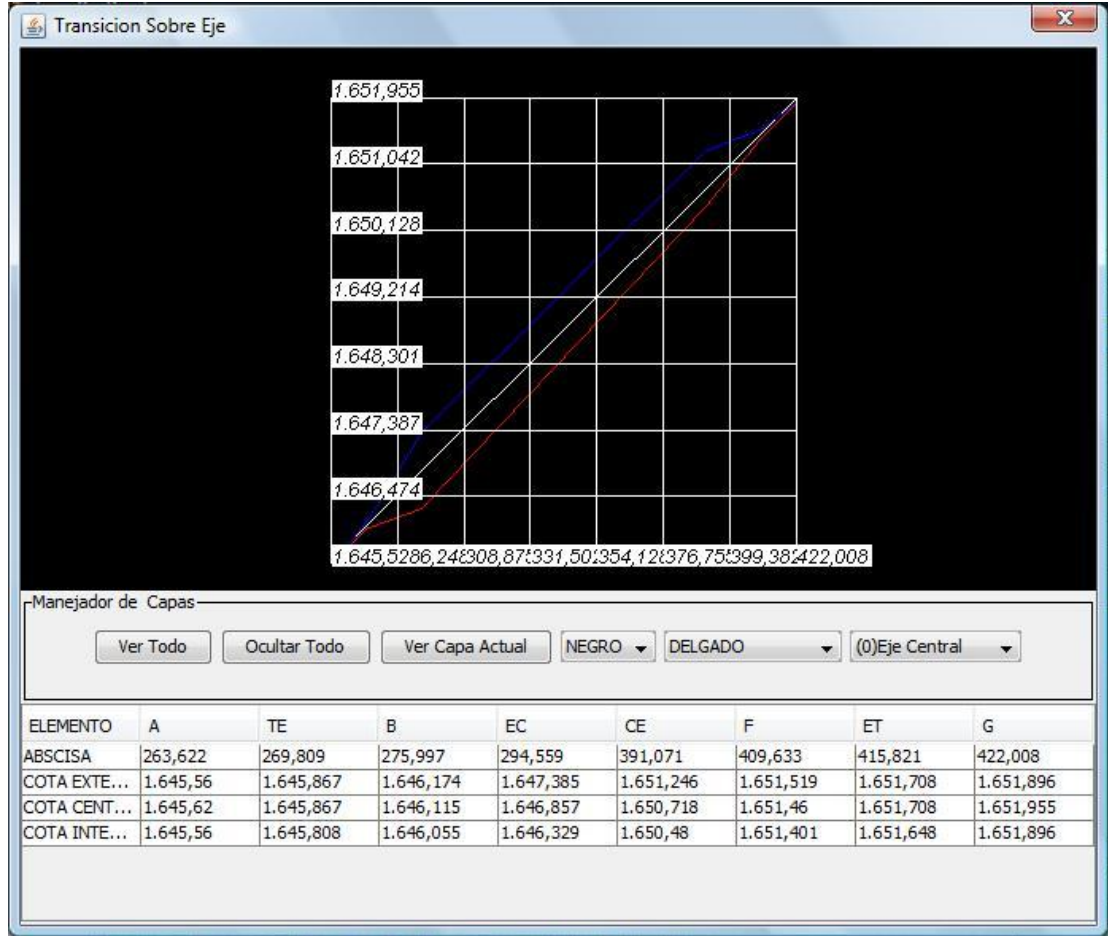 Transicion Sobre Eje
1.651,955
1.651,042
1.650,128
1.649,214
1.648,301
1.647,387
1.646,474
422,008
Manejador de Capas
Ver Todo Ocultar Todo Ver Capa Actual NEGRO DELGADO (0)Eje Central
ELEMENTO A TE B EC CE F ET G
ABSCISA 263,622 269,809 275,997 294,559 391,071 409,633 415,821 422,008
COTA EXTE... 1.645,56 1.645,867 1.646,174 1.647,385 1.651,246 1.651,519 1.651,708 1.651,896
COTA CENT... 1.645,62 1.645,867 1.646,115 1.646,857 1.650,718 1.651,46 1.651,708 1.651,955
COTA INTE... 1.645,56 1.645,808 1.646,055 1.646,329 1.650,48 1.651,401 1.651,648 1.651,896